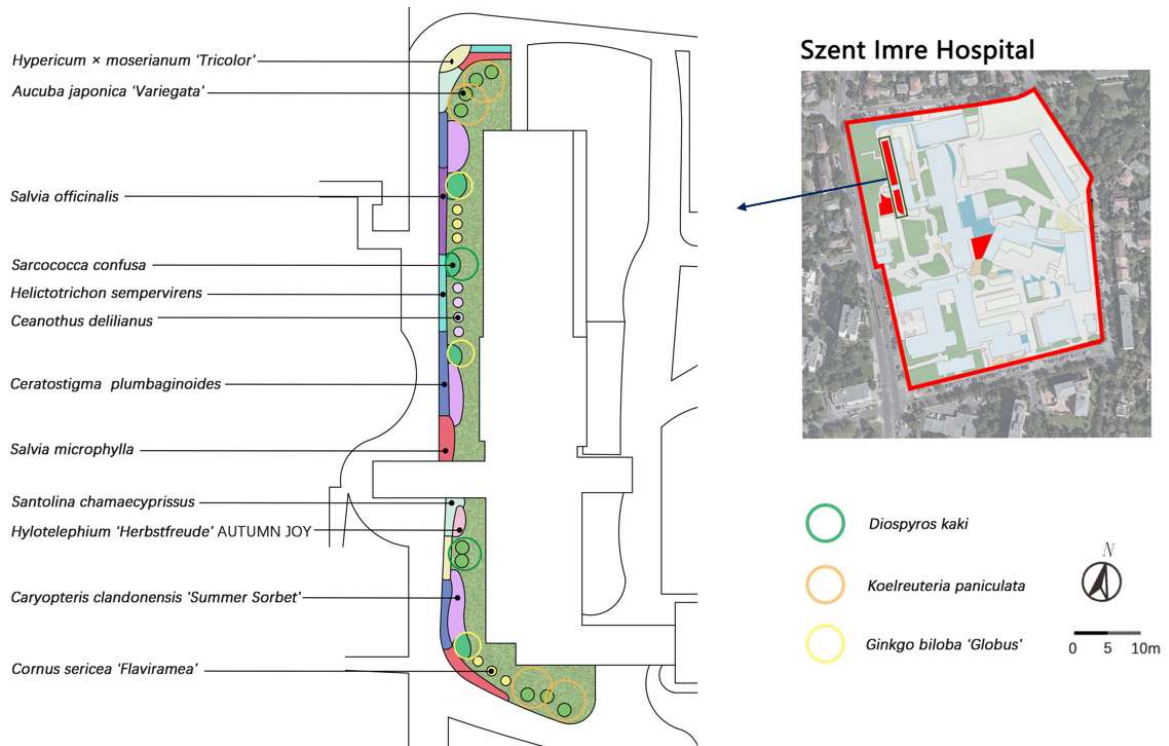 Hypericum × moserianum 'Tricolor'
Aucuba japonica 'Variegata'
Salvia officinalis
Sarcococca confusa
Helictotrichon sempervirens
Ceanothus delilianus
Ceratostigma plumbaginoides
Salvia microphylla
Santolina chamaecyprissus
Hylotelephium 'Herbstfreude' AUTUMN JOY
Caryopteris clandonensis 'Summer Sorbet'
Cornus sericea 'Flaviramea'
Szent Imre Hospital
Diospyros kaki
Koelreuteria paniculata
Ginkgo biloba 'Globus'
N
0 5 10m